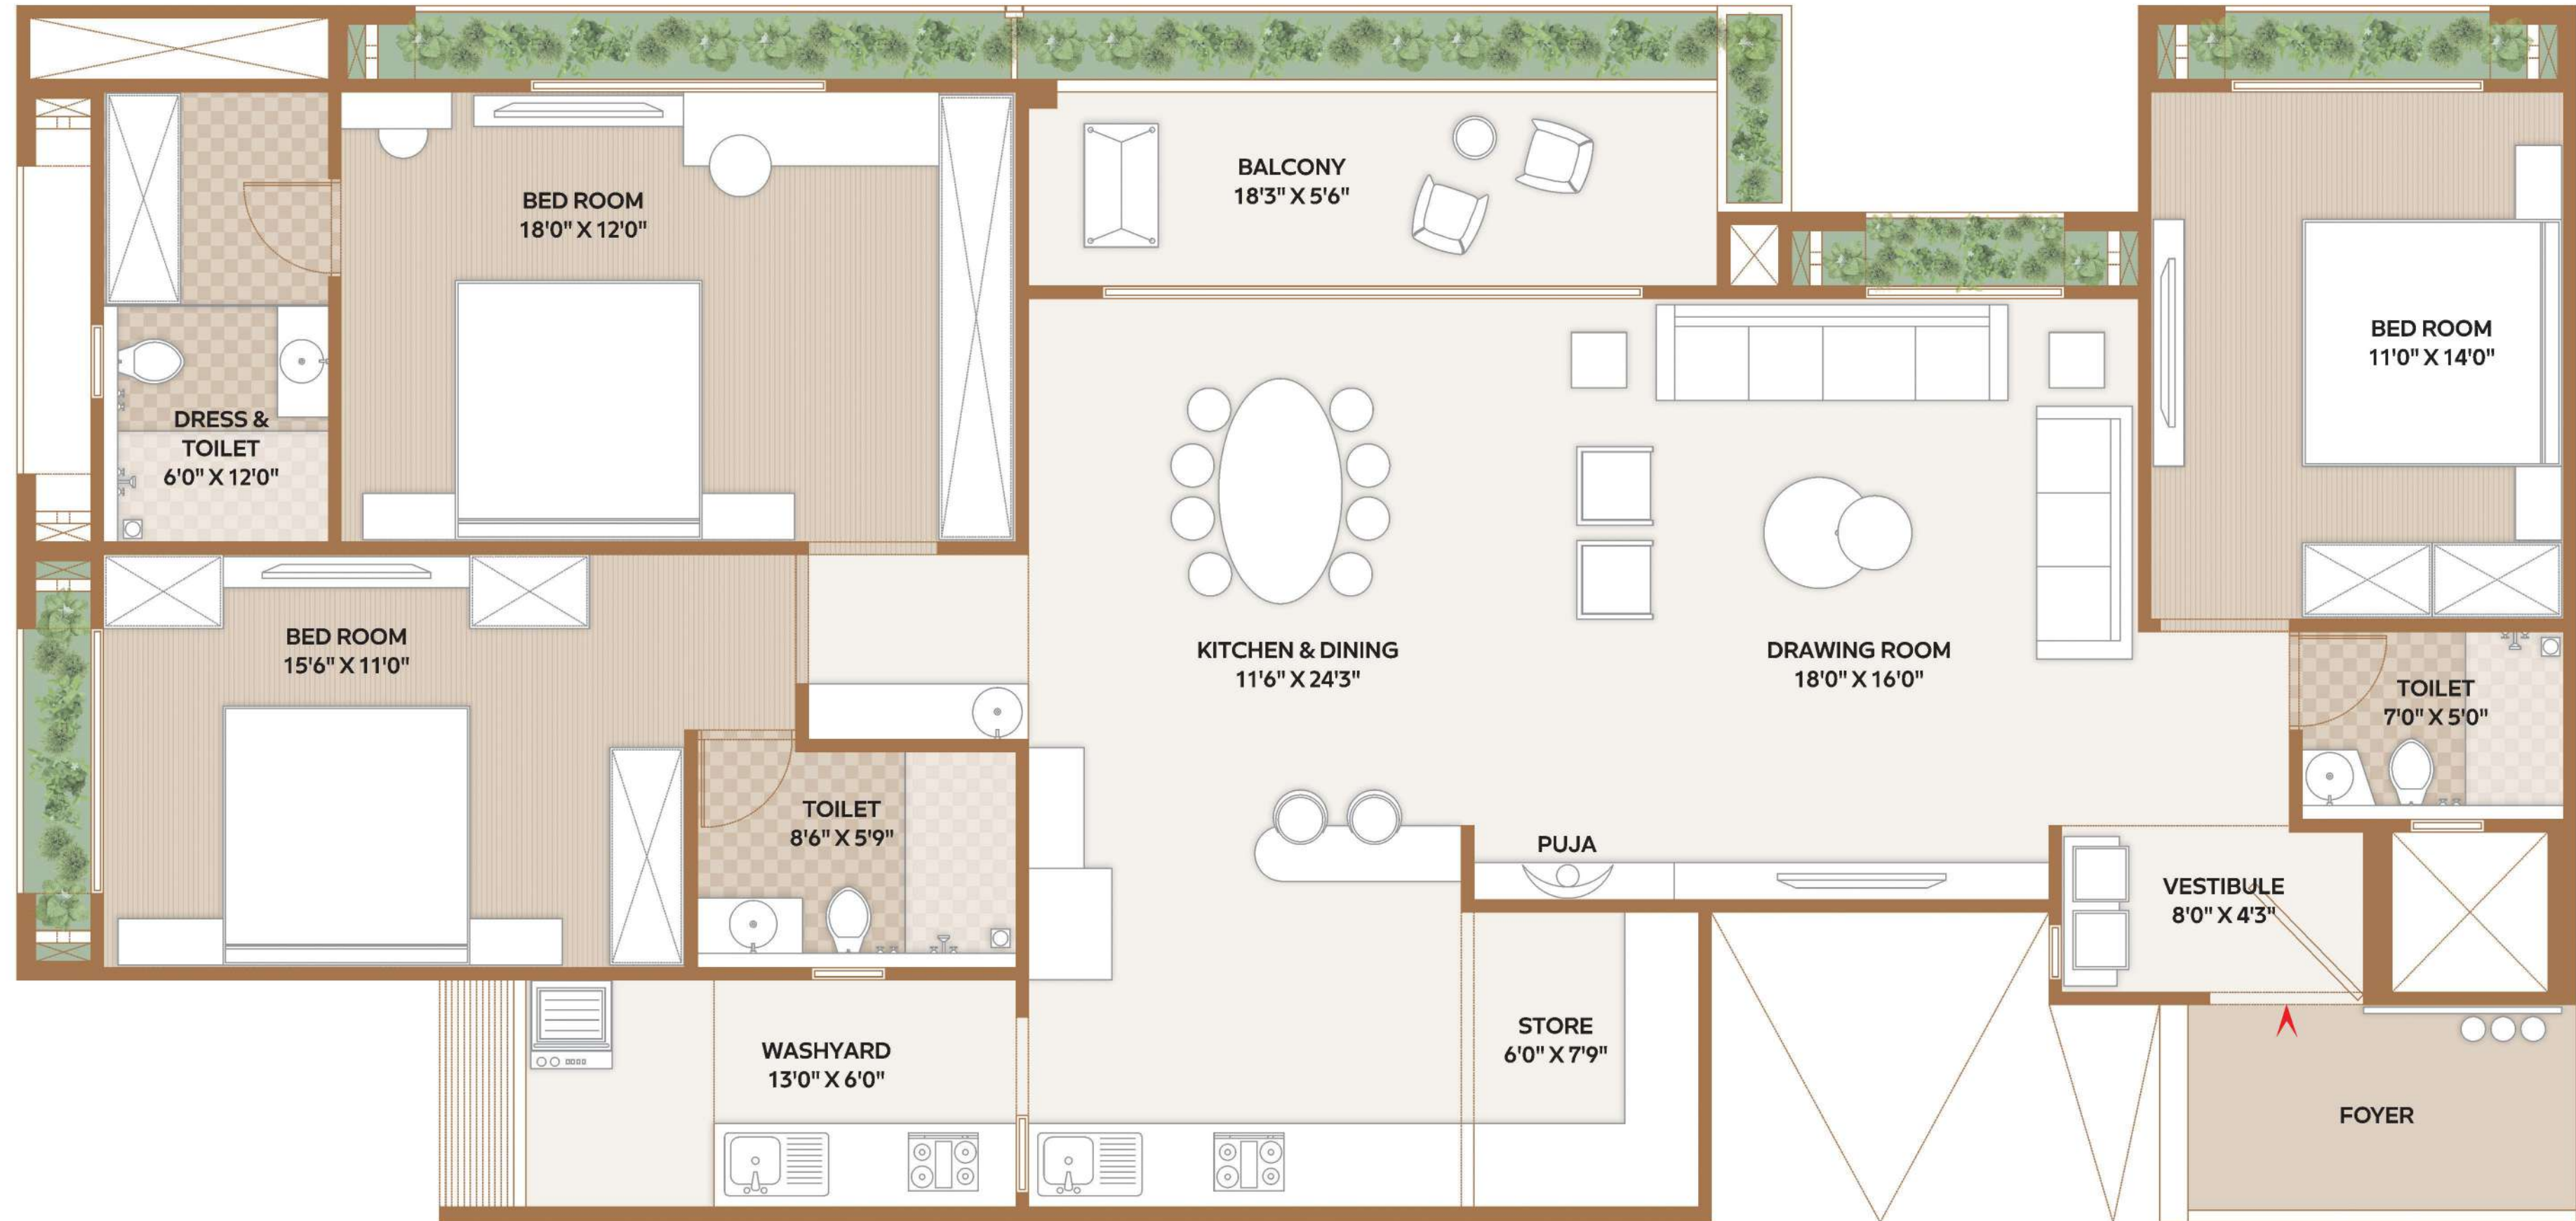 BALCONY
18'3" X 5'6"
BED ROOM
18'0" X 12'0"
BED ROOM
11'0" X 14'0"
DRESS &
TOILET
6'0" X 12'0"
BED ROOM
15'6" X 11'0"
KITCHEN & DINING
11'6" X 24'3"
DRAWING ROOM
18'0" X 16'0"
TOILET
7'0" X 5'0"
TOILET
8'6" X 5'9"
PUJA
VESTIBULE
8'0" X 4'3"
STORE
6'0" X 7'9"
WASHYARD
13'0" X 6'0"
FOYER